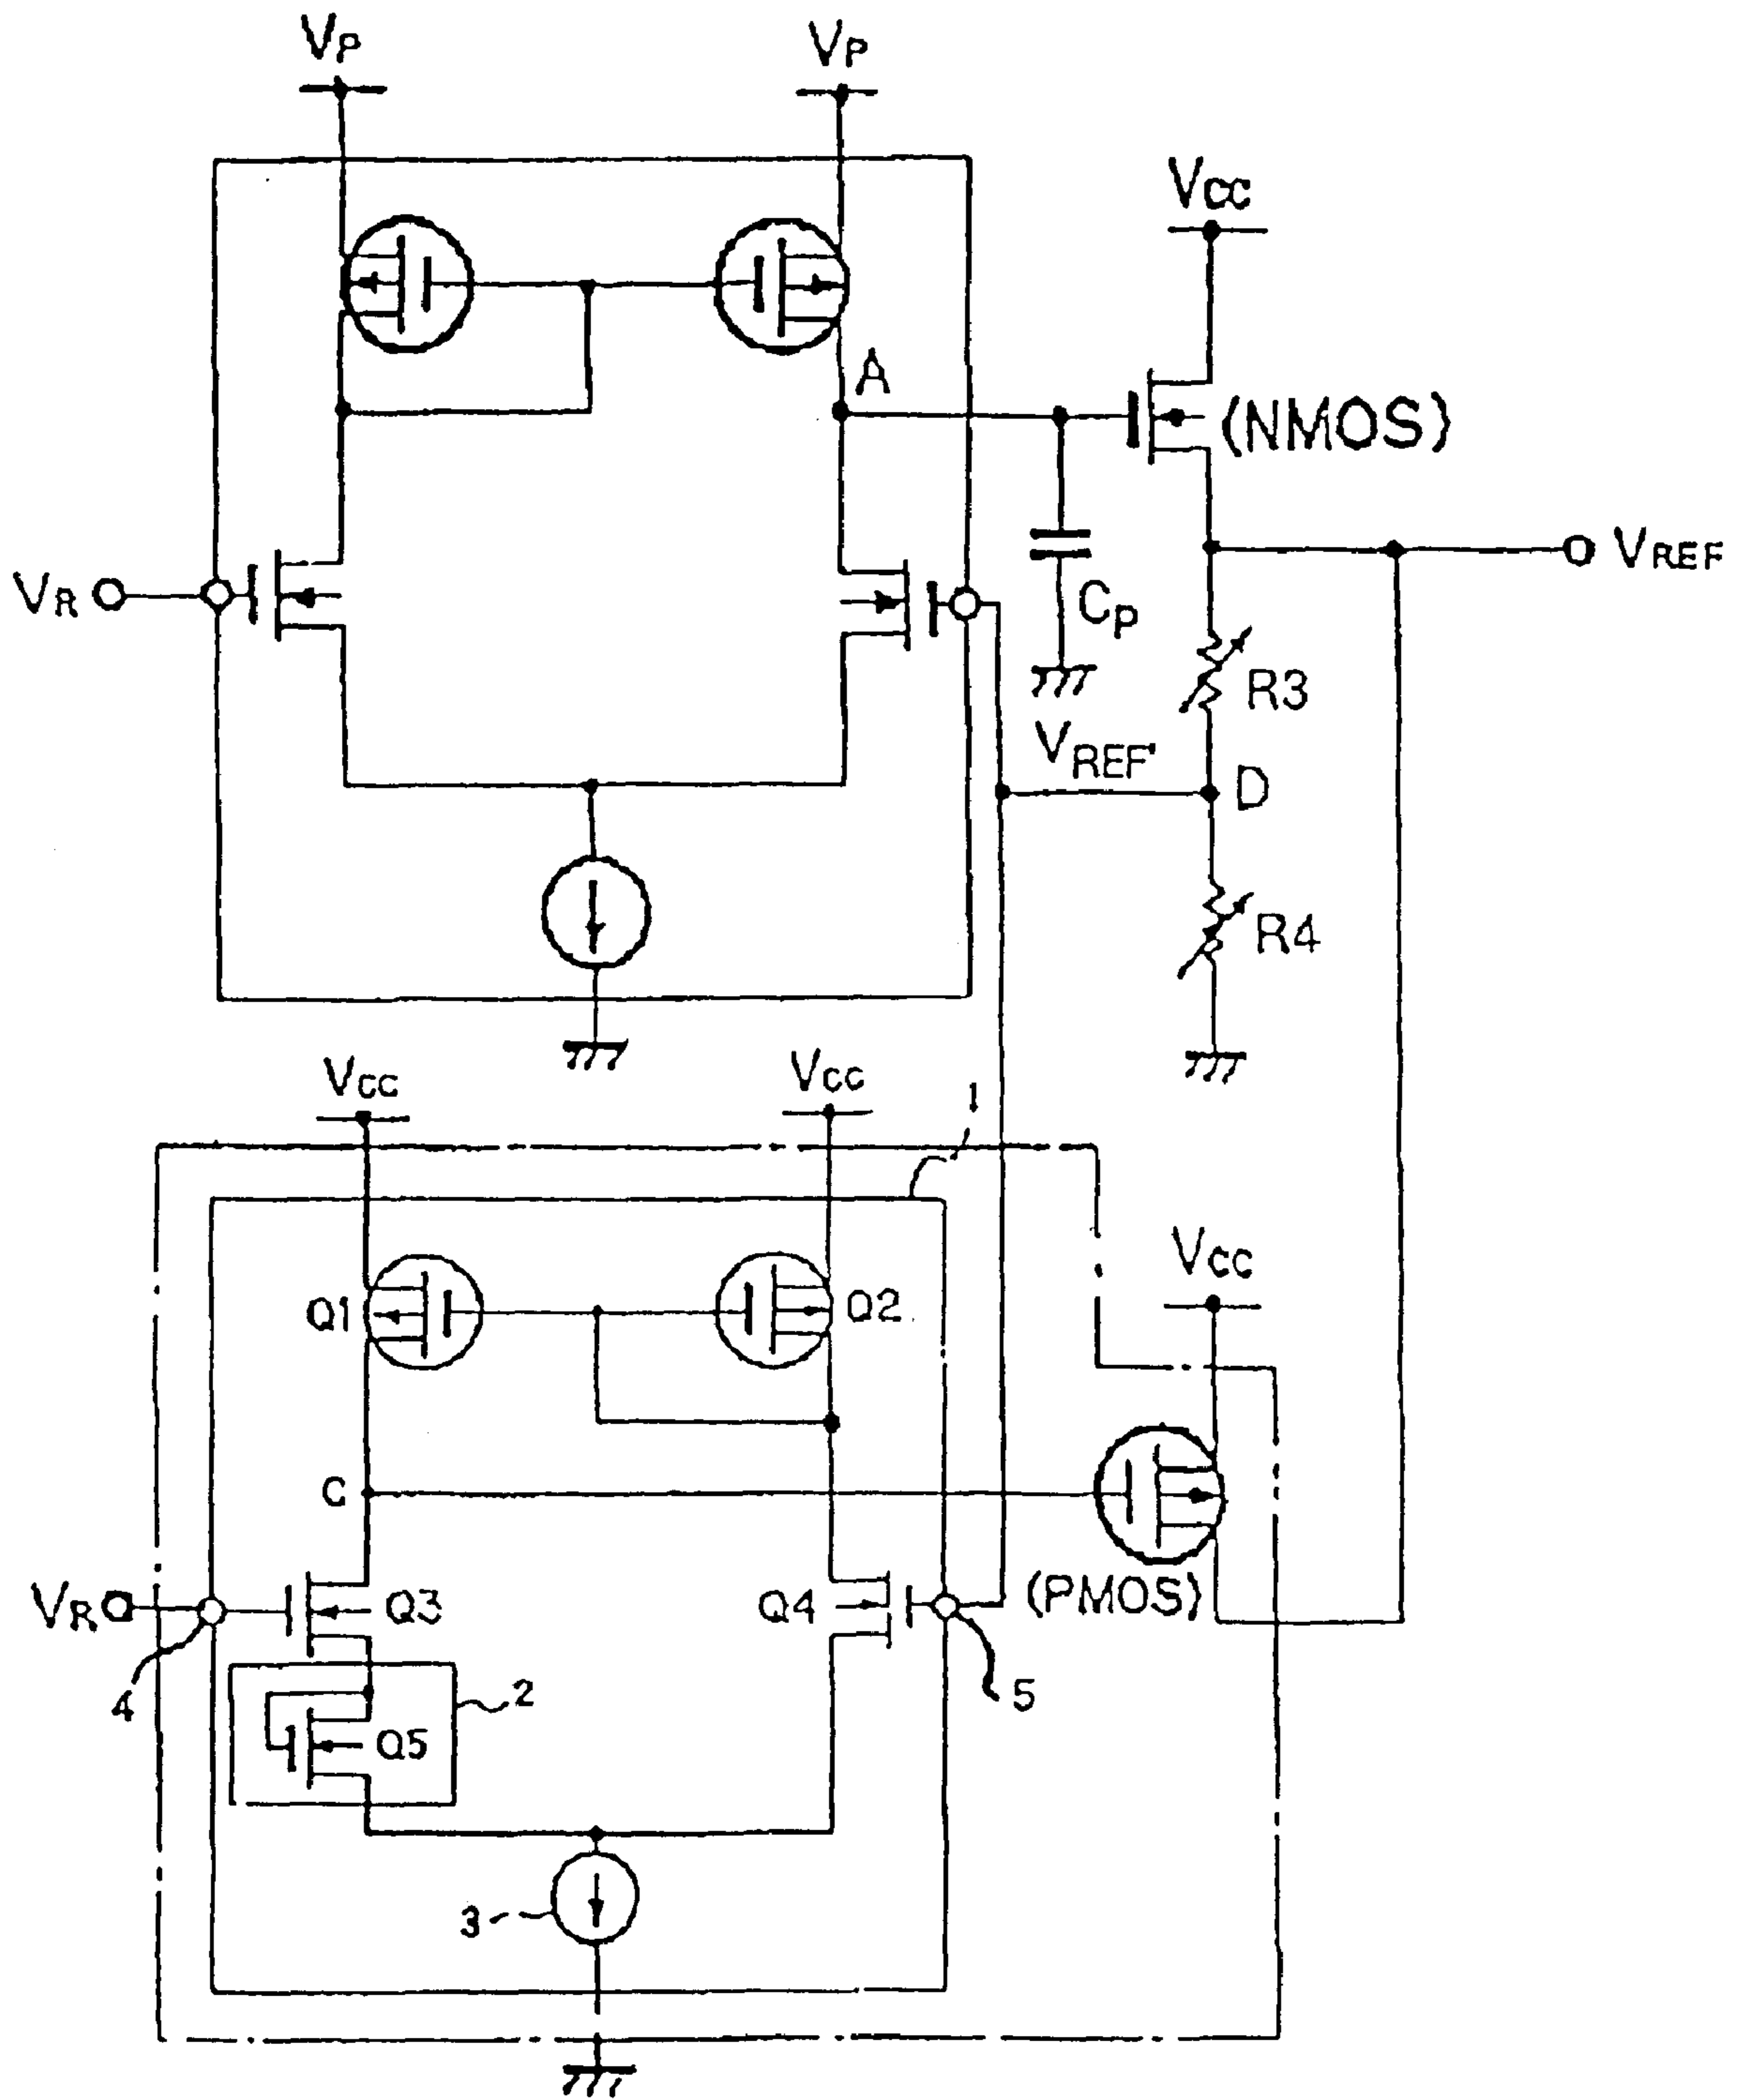 VP
VP
VCC
A
(NMOS)
VR
VREF
CP
R3
VREF'
D
R4
VCC
VCC
1
VCC
Q1
Q2
C
VR
Q3
Q4
(PMOS)
4
2
5
Q5
3